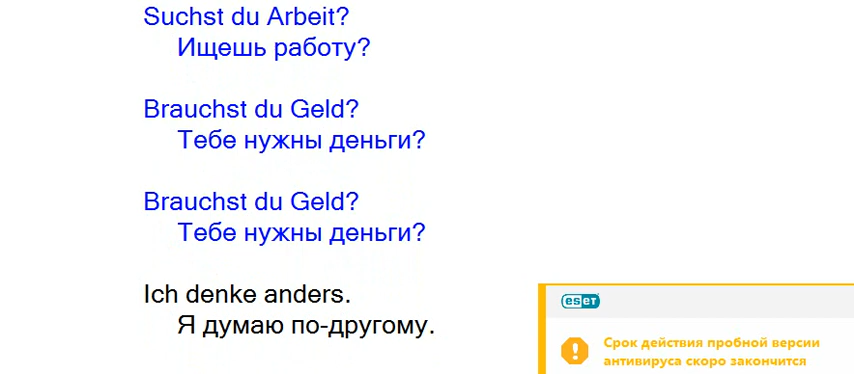 Suchst du Arbeit?
Ищешь работу?
Brauchst du Geld?
Тебе нужны деньги?
Brauchst du Geld?
Тебе нужны деньги?
Ich denke anders.
Я думаю по-другому.
eset
Срок действия пробной версии
антивируса скоро закончится